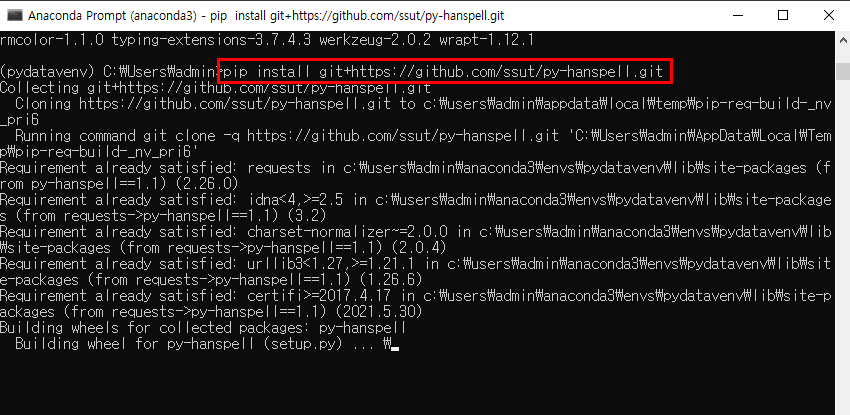 Anaconda Prompt (anaconda3) - pip  install git+https://github.com/ssut/py-hanspell.git
rmcolor-1.1.0 typing-extensions-3.7.4.3 werkzeug-2.0.2 wrapt-1.12.1
(pydatavenv) C:₩Users₩admin>pip install git+https://github.com/ssut/py-hanspell.git
Collecting git+https://github.com/ssut/py-hanspell.git
  Cloning https://github.com/ssut/py-hanspell.git to c:₩users₩admin₩appdata₩local₩temp₩pip-req-build-_nv
_pri6
  Running command git clone -q https://github.com/ssut/py-hanspell.git 'C:₩Users₩admin₩AppData₩Local₩Tem
p₩pip-req-build-_nv_pri6'
Requirement already satisfied: requests in c:₩users₩admin₩anaconda3₩envs₩pydatavenv₩lib₩site-packages (f
rom py-hanspell==1.1) (2.26.0)
Requirement already satisfied: idna<4,>=2.5 in c:₩users₩admin₩anaconda3₩envs₩pydatavenv₩lib₩site-package
s (from requests->py-hanspell==1.1) (3.2)
Requirement already satisfied: charset-normalizer~=2.0.0 in c:₩users₩admin₩anaconda3₩envs₩pydatavenv₩lib
₩site-packages (from requests->py-hanspell==1.1) (2.0.4)
Requirement already satisfied: urllib3<1.27,>=1.21.1 in c:₩users₩admin₩anaconda3₩envs₩pydatavenv₩lib₩sit
e-packages (from requests->py-hanspell==1.1) (1.26.6)
Requirement already satisfied: certifi>=2017.4.17 in c:₩users₩admin₩anaconda3₩envs₩pydatavenv₩lib₩site-p
ackages (from requests->py-hanspell==1.1) (2021.5.30)
Building wheels for collected packages: py-hanspell
  Building wheel for py-hanspell (setup.py) ... ₩